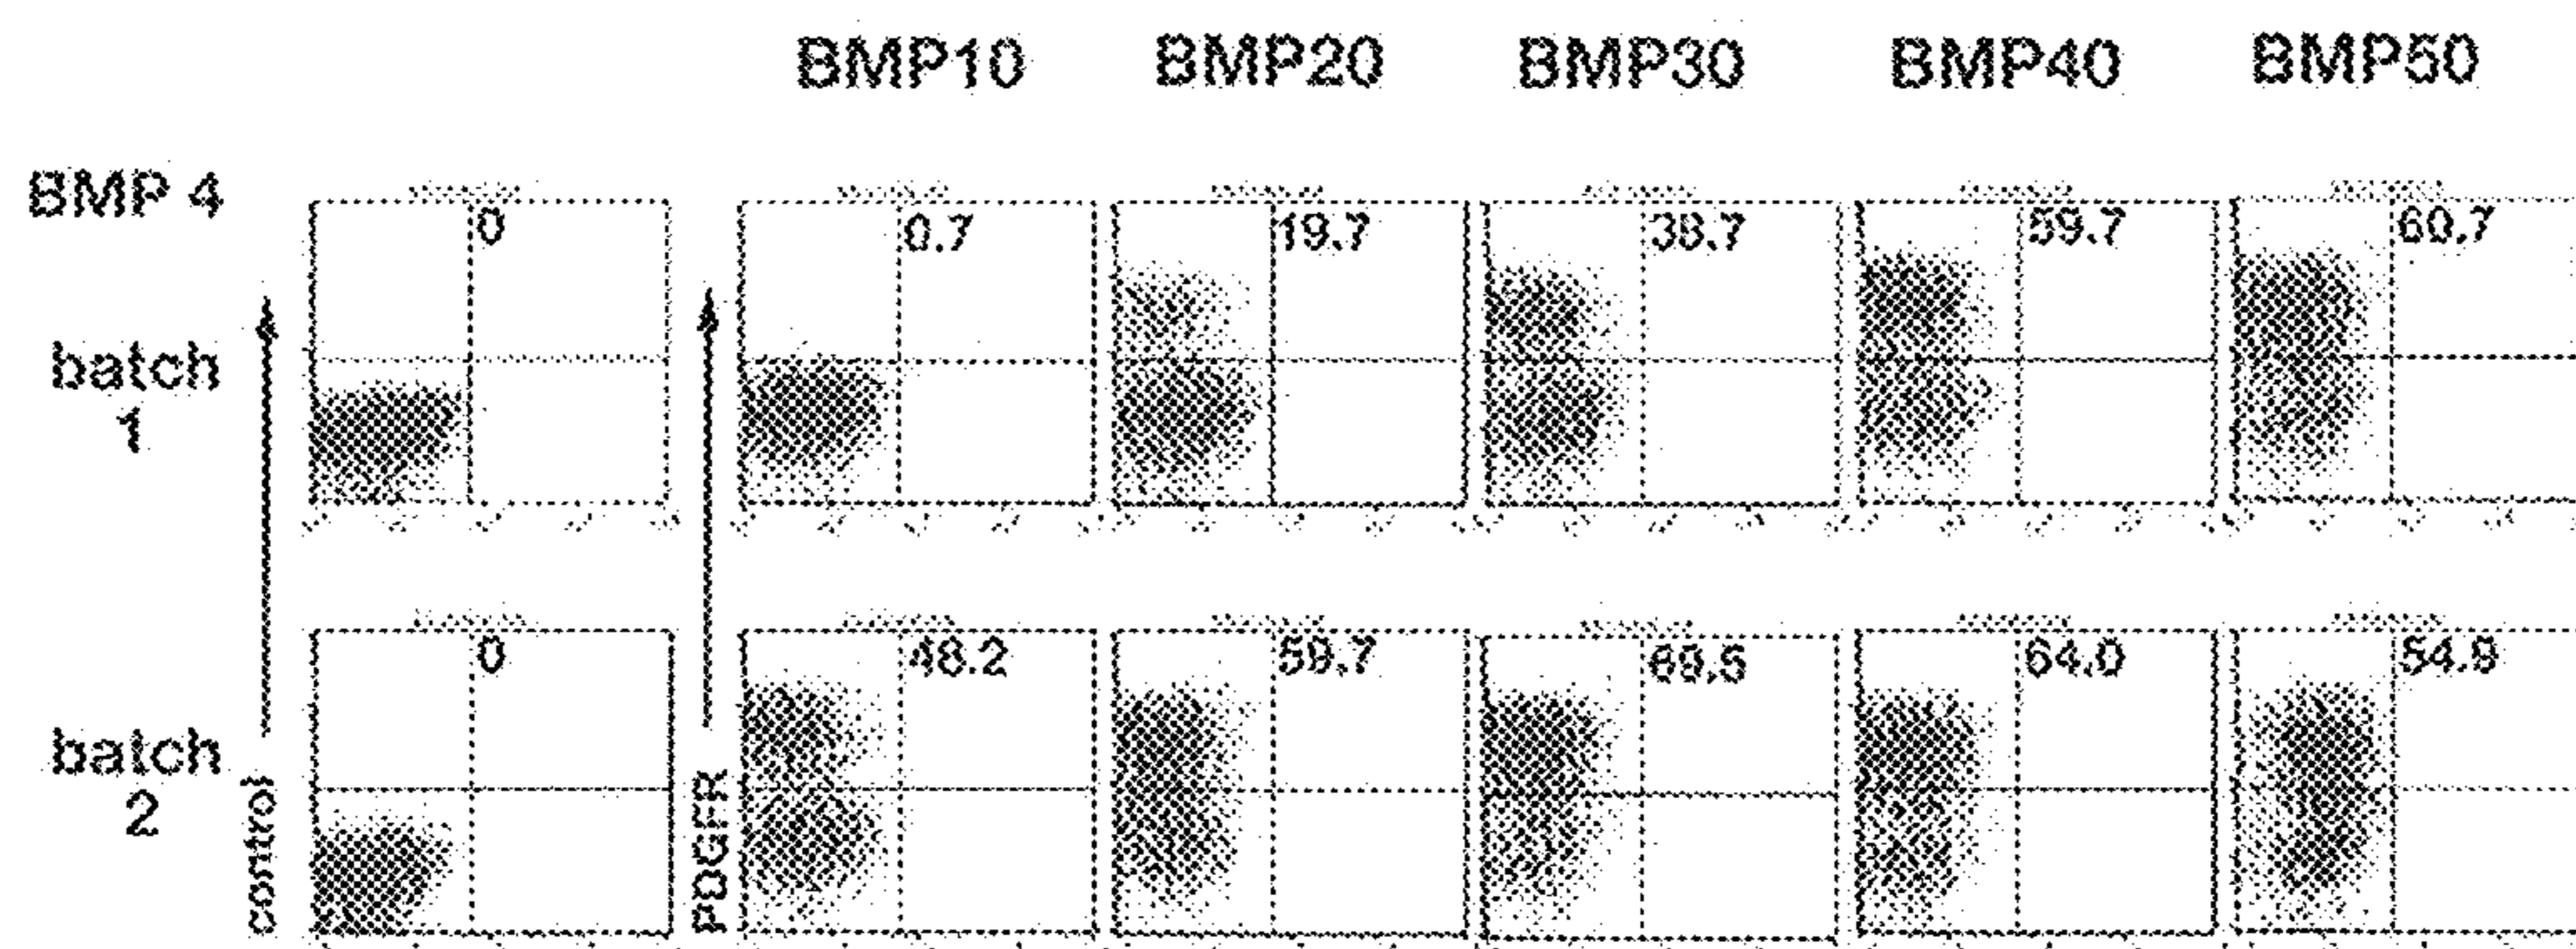 BMP10 BMP20 BMP30 BMP40 BMP50
BMP 4
0 0.7 19.7 38.7 59.7 60.7
batch
1
0 48.2 59.7 69.5 64.0 54.9
batch
2
control
PDGFR